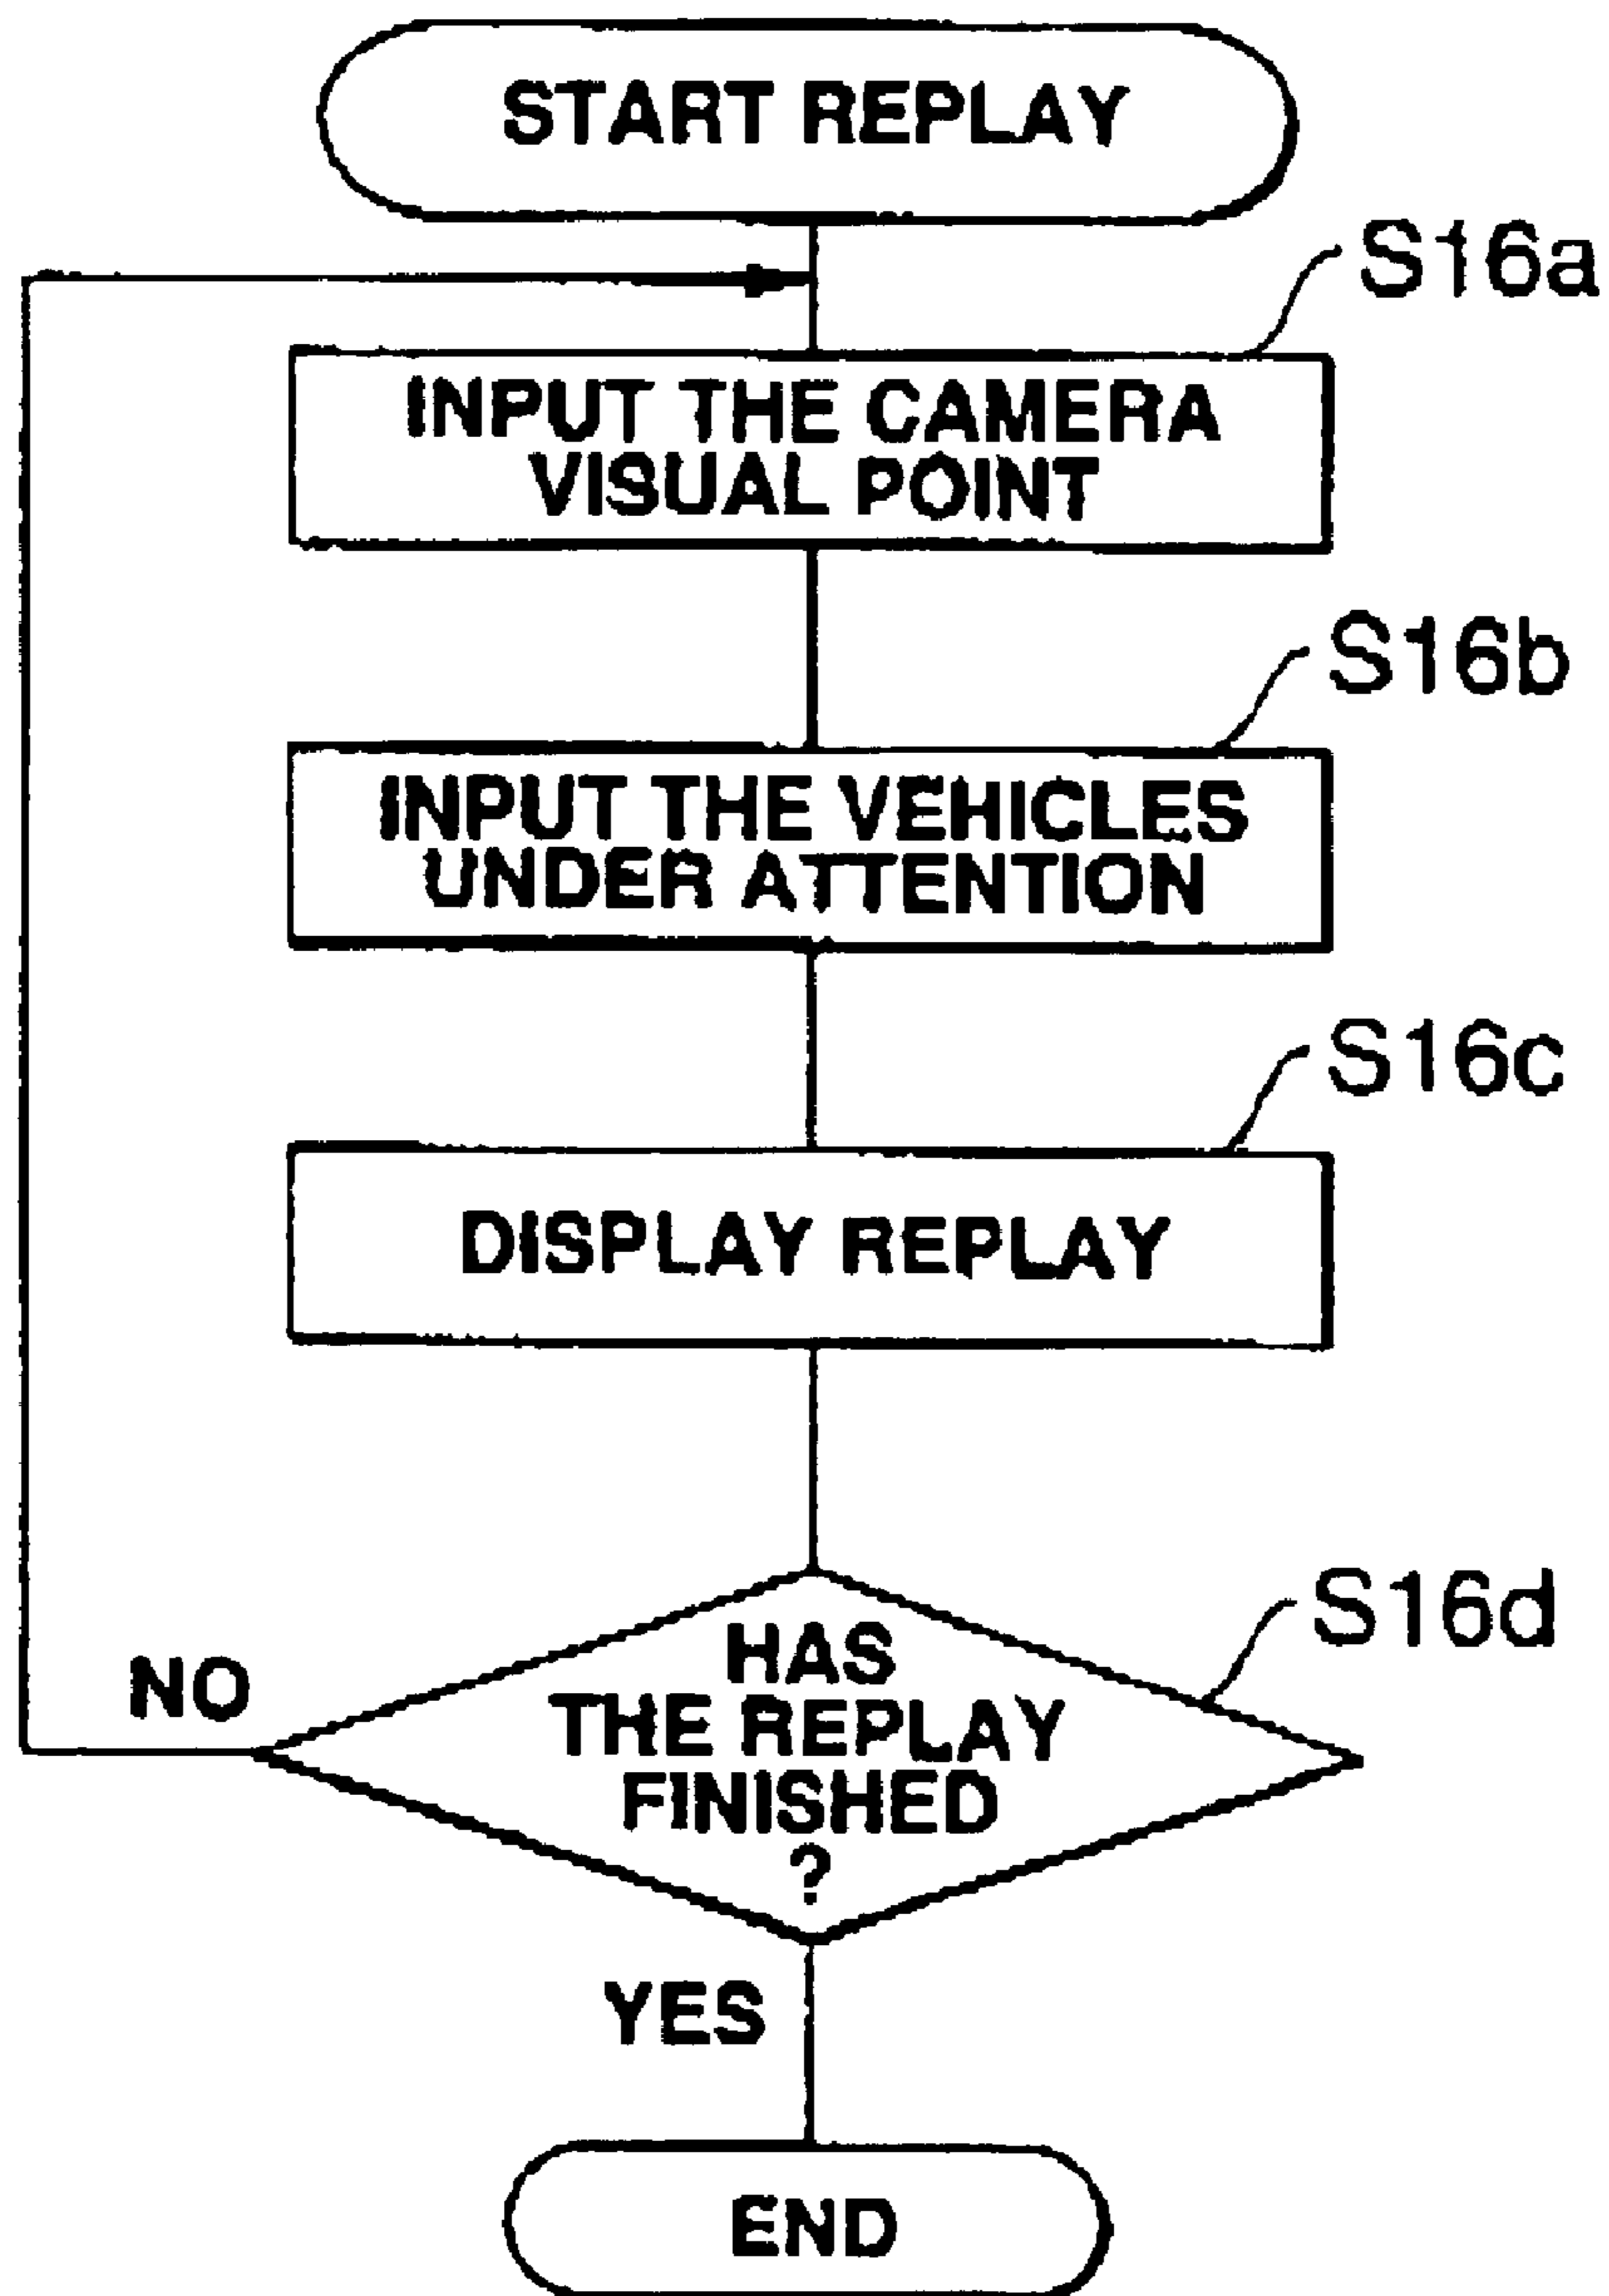 START REPLAY
S16a
INPUT THE CAMERA
VISUAL POINT
S16b
INPUT THE VEHICLES
UNDER ATTENTION
S16c
DISPLAY REPLAY
S16d
HAS
THE REPLAY
FINISHED
?
NO
YES
END